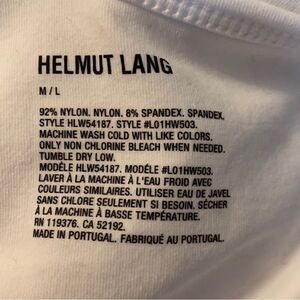 HELMUT LANG
M / L
92% NYLON. NYLON. 8% SPANDEX. SPANDEX.
STYLE HLW54187. STYLE #L01HW503.
MACHINE WASH COLD WITH LIKE COLORS.
ONLY NON CHLORINE BLEACH WHEN NEEDED.
TUMBLE DRY LOW.
MODÈLE HLW54187. MODÈLE #L01HW503.
LAVER À LA MACHINE À L'EAU FROID AVEC
COULEURS SIMILAIRES. UTILISER EAU DE JAVEL
SANS CHLORE SEULEMENT SI BESOIN. SÉCHER
À LA MACHINE À BASSE TEMPÉRATURE.
RN 119376. CA 52192.
MADE IN PORTUGAL. FABRIQUÉ AU PORTUGAL.